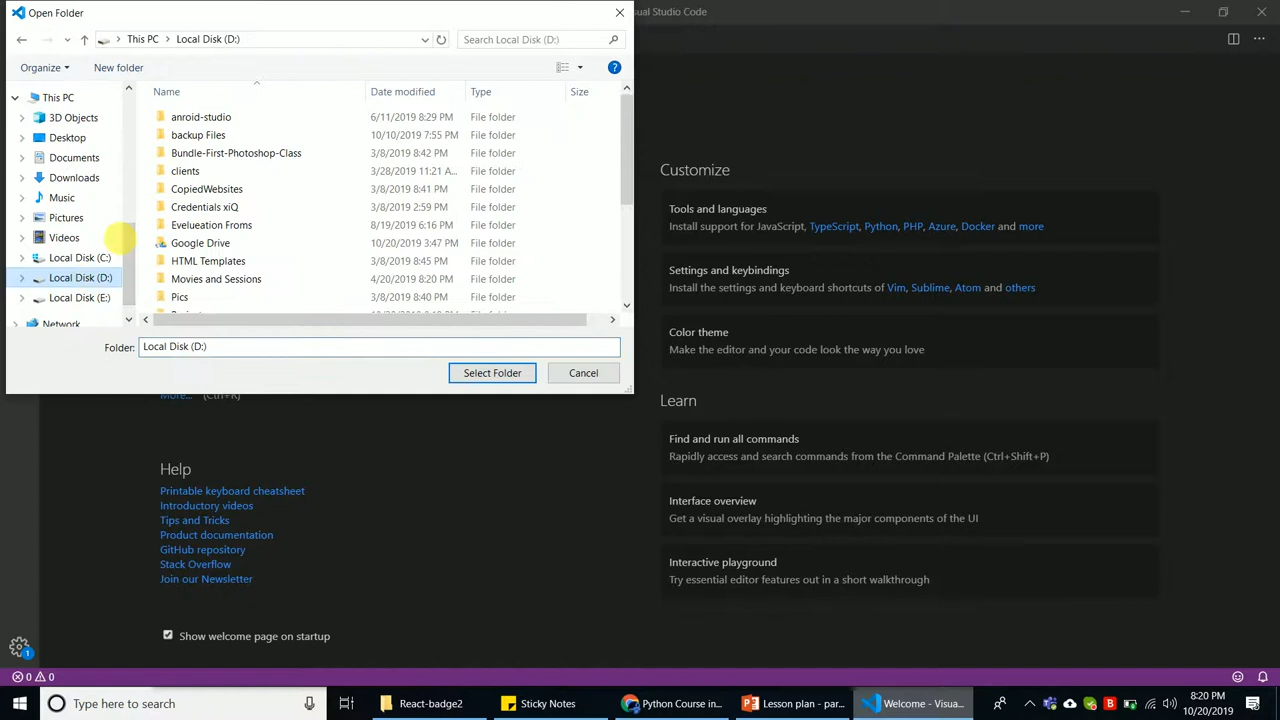 Open Folder
This PC
Local Disk (D:)
Search Local Disk (D:)
Organize
New folder
This PC
3D Objects
Desktop
Documents
Downloads
Music
Pictures
Videos
Local Disk (C:)
Local Disk (D:)
Local Disk (E:)
Network
Name Date modified Type Size
anroid-studio 6/11/2019 8:29 PM File folder
backup Files 10/10/2019 7:55 PM File folder
Bundle-First-Photoshop-Class 3/8/2019 8:42 PM File folder
clients 3/28/2019 11:21 A... File folder
CopiedWebsites 3/8/2019 8:41 PM File folder
Credentials xiQ 3/8/2019 2:59 PM File folder
Evelueation Froms 8/19/2019 6:16 PM File folder
Google Drive 10/20/2019 3:47 PM File folder
HTML Templates 3/8/2019 8:45 PM File folder
Movies and Sessions 4/20/2019 8:20 PM File folder
Pics 3/8/2019 8:40 PM File folder
Folder: Local Disk (D:)
Select Folder
Cancel
sual Studio Code
Customize
Tools and languages
Install support for JavaScript, TypeScript, Python, PHP, Azure, Docker and more
Settings and keybindings
Install the settings and keyboard shortcuts of Vim, Sublime, Atom and others
Color theme
Make the editor and your code look the way you love
Learn
Find and run all commands
Rapidly access and search commands from the Command Palette (Ctrl+Shift+P)
Interface overview
Get a visual overlay highlighting the major components of the UI
Interactive playground
Try essential editor features out in a short walkthrough
More... (Ctrl+R)
Help
Printable keyboard cheatsheet
Introductory videos
Tips and Tricks
Product documentation
GitHub repository
Stack Overflow
Join our Newsletter
Show welcome page on startup
1
0 0
Type here to search
React-badge2
Sticky Notes
Python Course in...
Lesson plan - par...
Welcome - Visua...
8:20 PM
10/20/2019